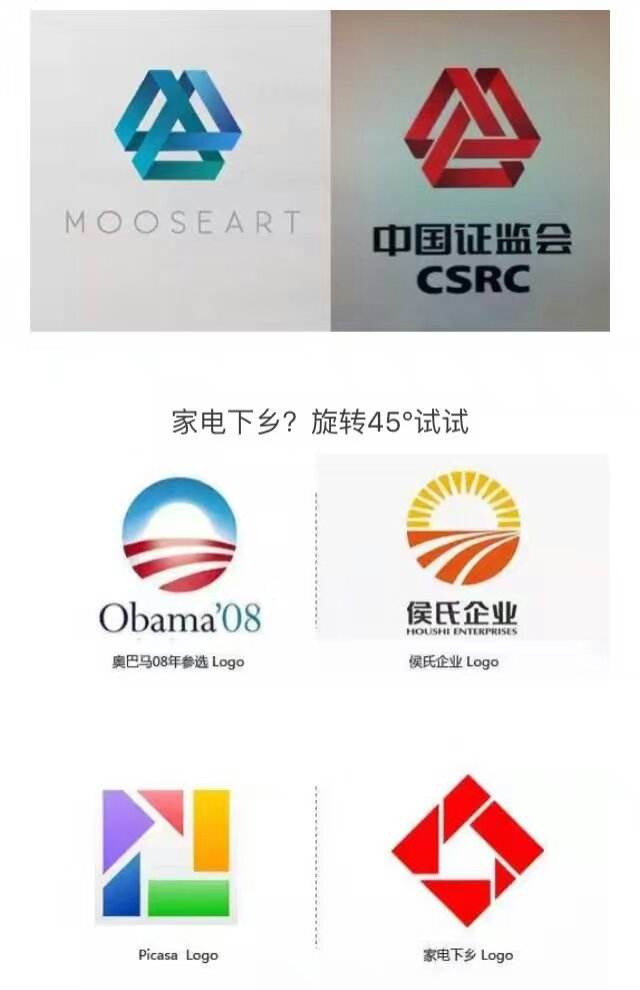 MOOSEART
中国证监会
CSRC
家电下乡？旋转45°试试
Obama'08
侯氏企业
HOUSHI ENTERPRISES
奥巴马08年参选 Logo
侯氏企业 Logo
Picasa Logo
家电下乡 Logo